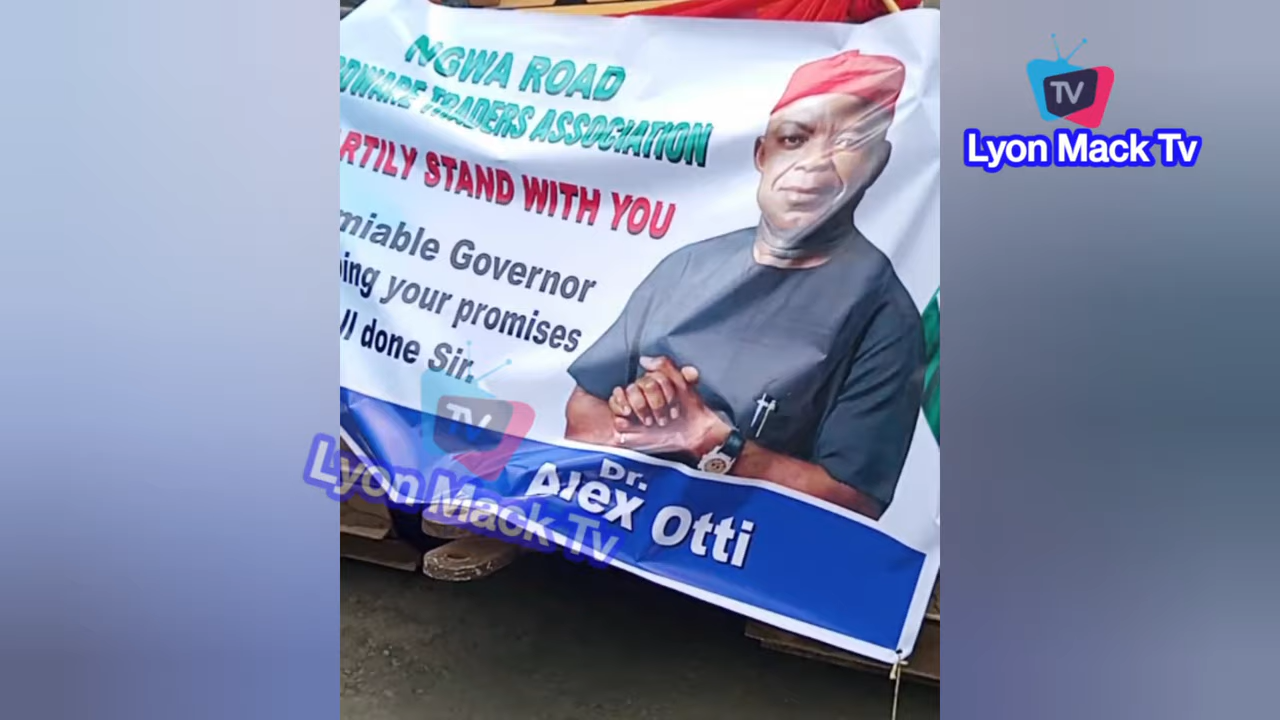 NGWA ROAD
TRADERS ASSOCIATION
STAND WITH YOU
Governor
your promises
done Sir.
Dr.
Alex Otti
TV
Lyon Mack Tv
TV
Lyon Mack Tv